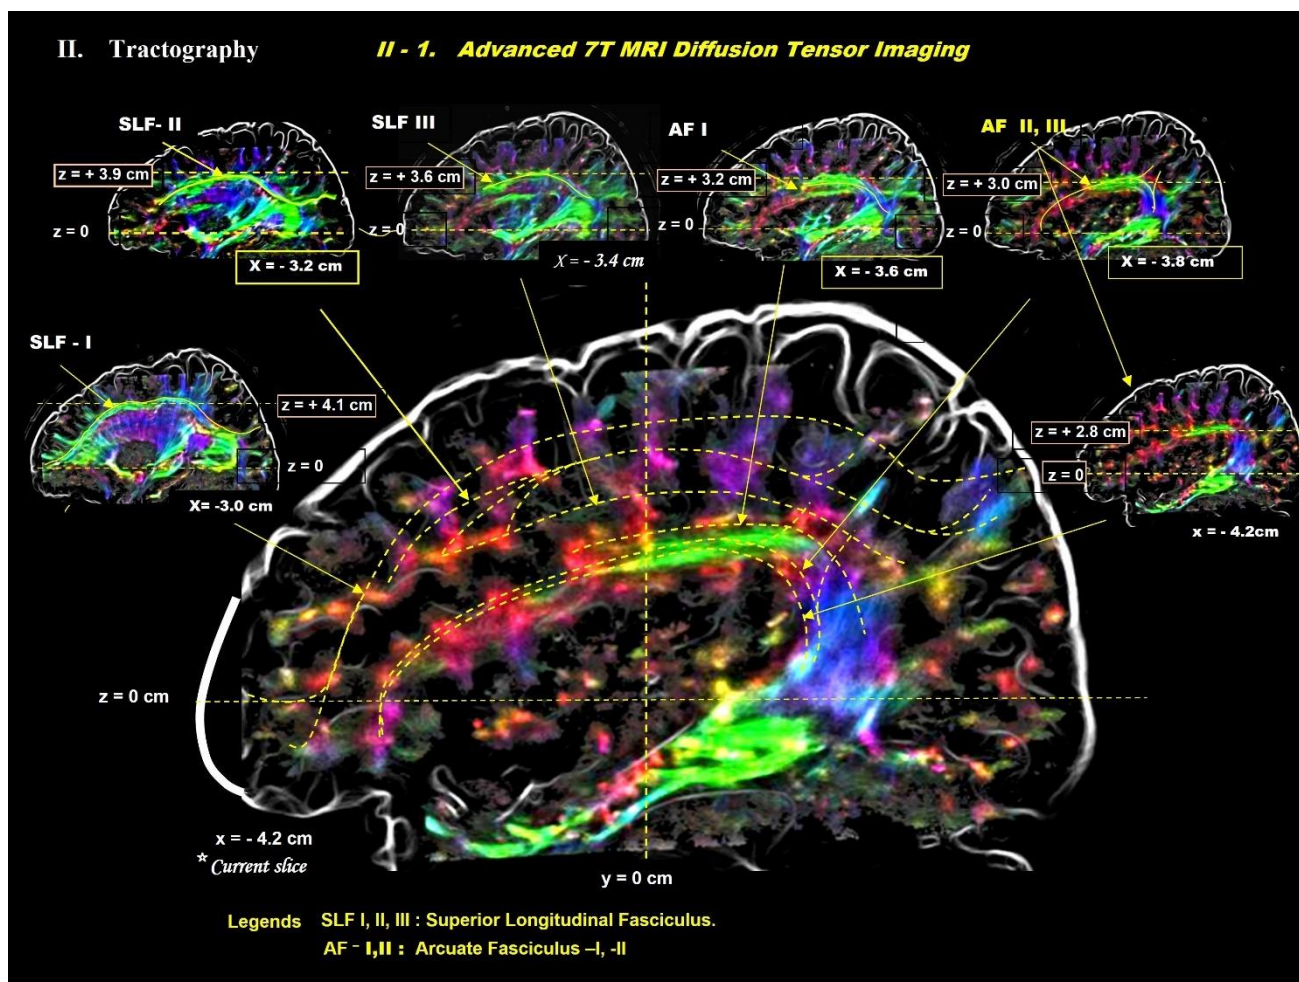 II. Tractography
II - 1. Advanced 7T MRI Diffusion Tensor Imaging
SLF- II
z = + 3.9 cm
z = 0
X = - 3.2 cm
SLF III
z = + 3.6 cm
z = 0
X = - 3.4 cm
AF I
z = + 3.2 cm
z = 0
X = - 3.6 cm
AF II, III
z = + 3.0 cm
z = 0
X = - 3.8 cm
SLF - I
z = + 4.1 cm
z = 0
X= -3.0 cm
z = + 2.8 cm
z = 0
x = - 4.2cm
z = 0 cm
x = - 4.2 cm
☆ Current slice
y = 0 cm
Legends SLF I, II, III : Superior Longitudinal Fasciculus.
AF - I,II : Arcuate Fasciculus –I, -II